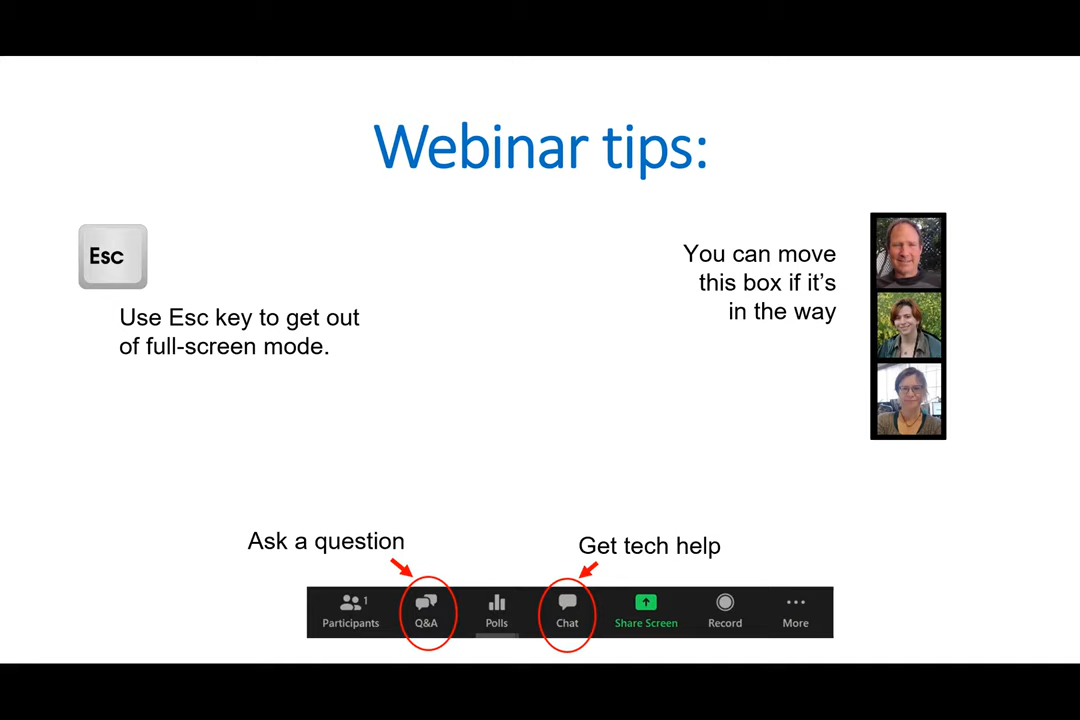 Webinar tips:
Esc
Use Esc key to get out
of full-screen mode.
You can move
this box if it's
in the way
Ask a question
Get tech help
Participants 1
Q&A
Polls
Chat
Share Screen
Record
More